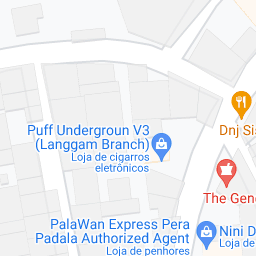 Dnj Sis
Puff Undergroun V3
(Langgam Branch)
Loja de cigarros
eletrônicos
The Gene
PalaWan Express Pera
Padala Authorized Agent
Loja de penhores
Nini D
Loja de